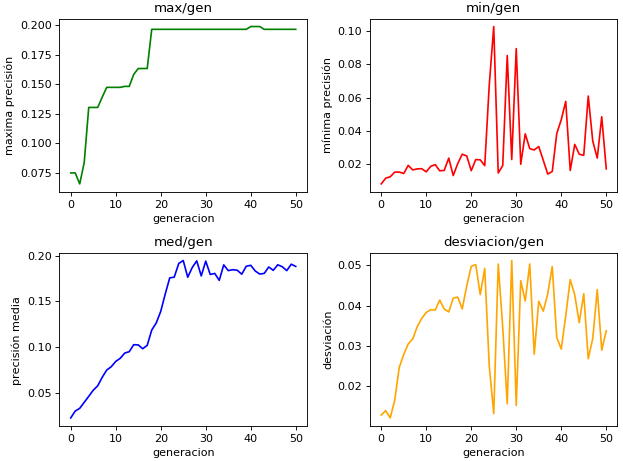 max/gen
maxima precisión
0.200
0.175
0.150
0.125
0.100
0.075
0 10 20 30 40 50
generacion
min/gen
minima precisión
0.10
0.08
0.06
0.04
0.02
0 10 20 30 40 50
generacion
med/gen
precisión media
0.20
0.15
0.10
0.05
0 10 20 30 40 50
generacion
desviacion/gen
desviación
0.05
0.04
0.03
0.02
0 10 20 30 40 50
generacion